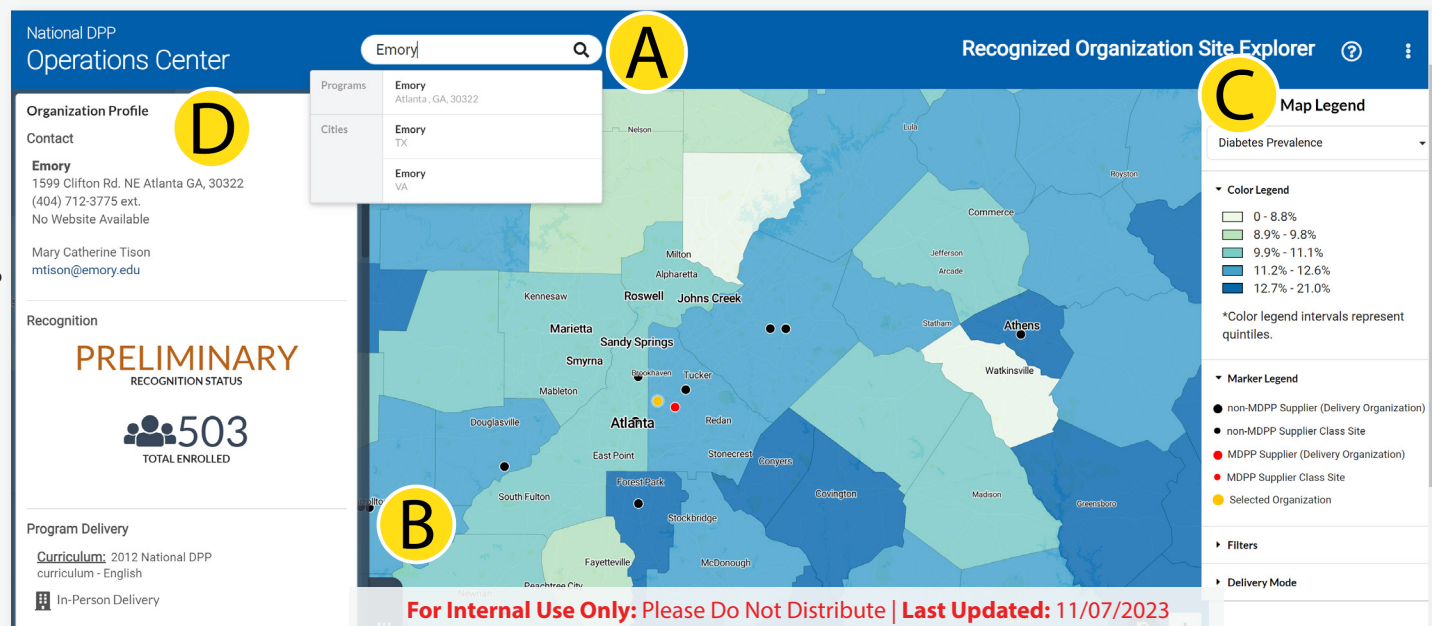 National DPP
Operations Center
Emory
A
Recognized Organization Site Explorer
?
Programs
Emory
Atlanta , GA, 30322
Cities
Emory
TX
Emory
VA
D
Organization Profile
Contact
Emory
1599 Clifton Rd. NE Atlanta GA, 30322
(404) 712-3775 ext.
No Website Available
Mary Catherine Tison
mtison@emory.edu
Recognition
PRELIMINARY
RECOGNITION STATUS
503
TOTAL ENROLLED
Program Delivery
Curriculum: 2012 National DPP
curriculum - English
In-Person Delivery
Nelson
Lula
Royston
Commerce
Milton
Jefferson
Alpharetta
Arcade
Kennesaw
Roswell
Johns Creek
Marietta
Statham
Athens
Sandy Springs
Smyrna
Brookhaven
Tucker
Watkinsville
Mableton
Douglasville
Atlanta
Redan
East Point
Stonecrest
Conyers
Forest Park
South Fulton
Covington
Madison
Greensboro
B
Stockbridge
Fayetteville
McDonough
Peachtree City
Newnan
C
Map Legend
Diabetes Prevalence
Color Legend
0 - 8.8%
8.9% - 9.8%
9.9% - 11.1%
11.2% - 12.6%
12.7% - 21.0%
*Color legend intervals represent
quintiles.
Marker Legend
non-MDPP Supplier (Delivery Organization)
non-MDPP Supplier Class Site
MDPP Supplier (Delivery Organization)
MDPP Supplier Class Site
Selected Organization
Filters
Delivery Mode
For Internal Use Only: Please Do Not Distribute | Last Updated: 11/07/2023